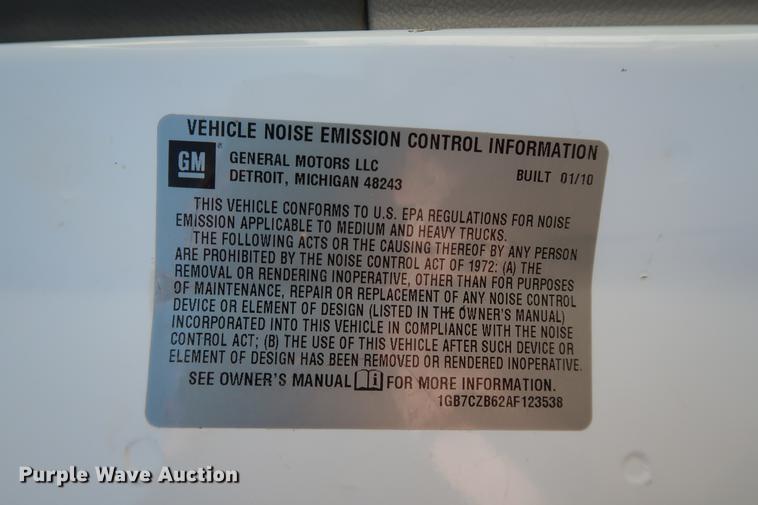 VEHICLE NOISE EMISSION CONTROL INFORMATION
GM
GENERAL MOTORS LLC
DETROIT, MICHIGAN 48243
BUILT 01/10
THIS VEHICLE CONFORMS TO U.S. EPA REGULATIONS FOR NOISE
EMISSION APPLICABLE TO MEDIUM AND HEAVY TRUCKS.
THE FOLLOWING ACTS OR THE CAUSING THEREOF BY ANY PERSON
ARE PROHIBITED BY THE NOISE CONTROL ACT OF 1972: (A) THE
REMOVAL OR RENDERING INOPERATIVE, OTHER THAN FOR PURPOSES
OF MAINTENANCE, REPAIR OR REPLACEMENT OF ANY NOISE CONTROL
DEVICE OR ELEMENT OF DESIGN (LISTED IN THE OWNER'S MANUAL)
INCORPORATED INTO THIS VEHICLE IN COMPLIANCE WITH THE NOISE
CONTROL ACT; (B) THE USE OF THIS VEHICLE AFTER SUCH DEVICE OR
ELEMENT OF DESIGN HAS BEEN REMOVED OR RENDERED INOPERATIVE.
SEE OWNER'S MANUAL FOR MORE INFORMATION.
1GB7CZB62AF123538
Purple Wave Auction